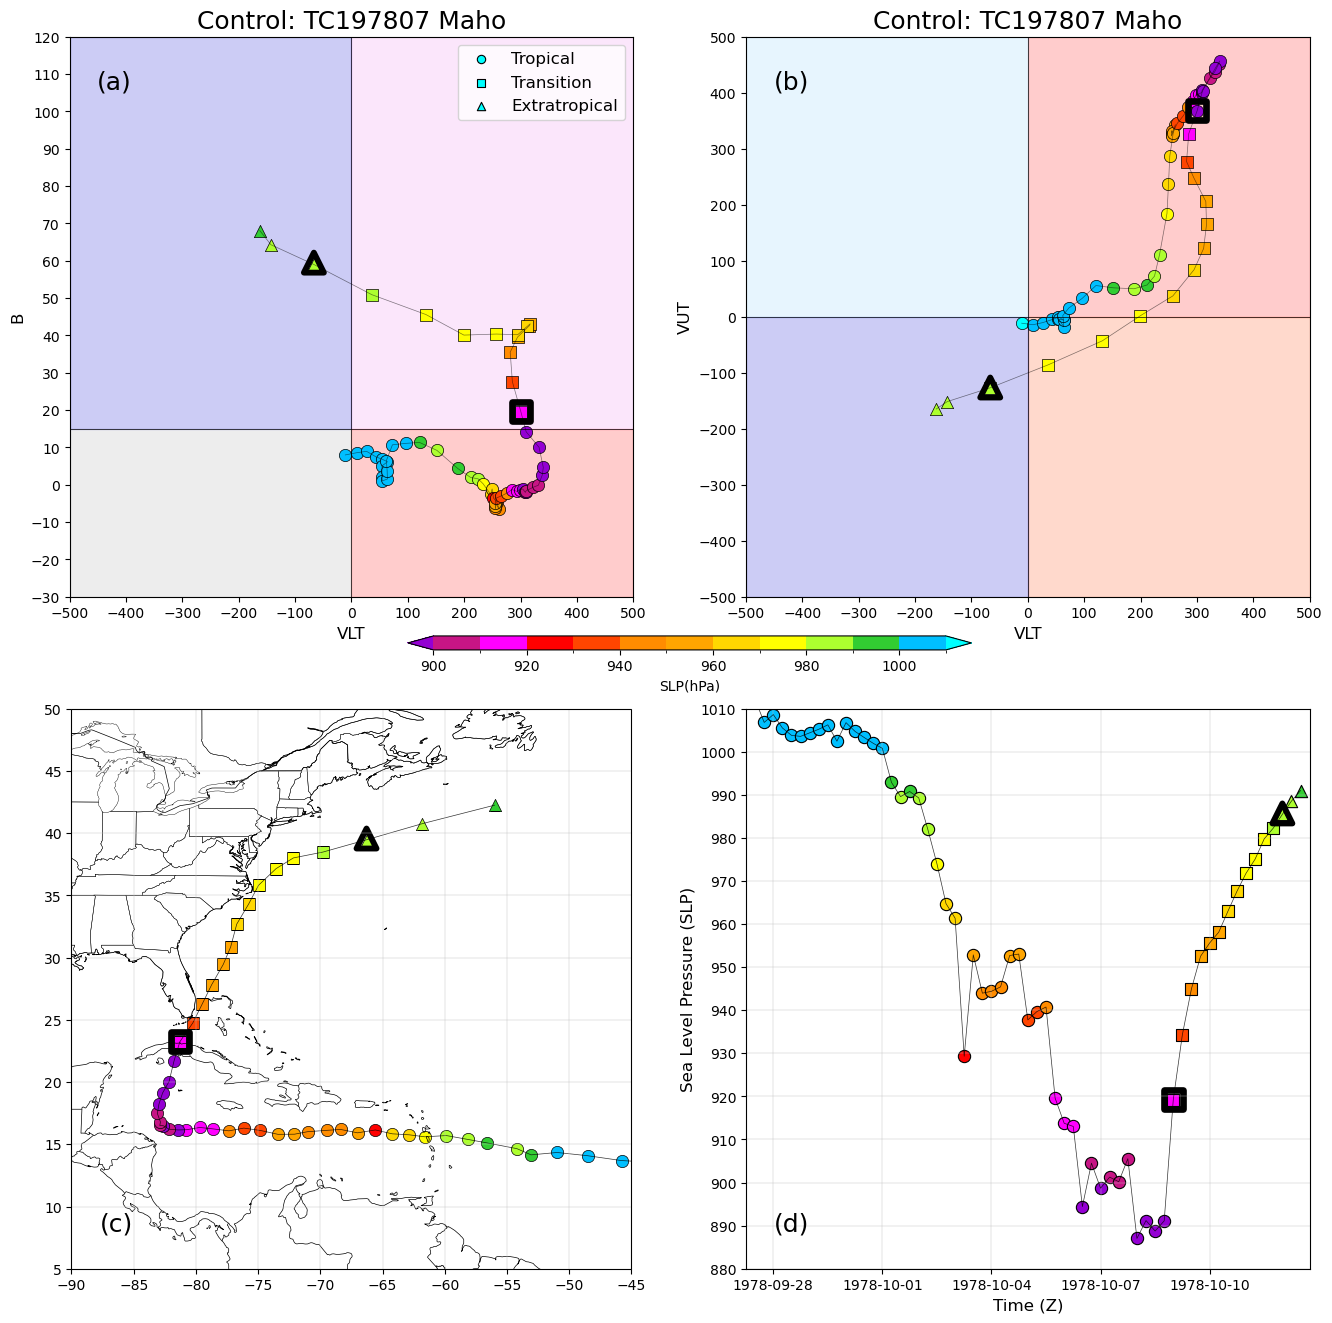 Control: TC197807 Maho
Control: TC197807 Maho
(a)
Tropical
Transition
Extratropical
120
110
100
90
80
70
60
50
40
30
20
10
0
−10
−20
−30
B
−500 −400 −300 −200 −100 0 100 200 300 400 500
VLT
(b)
500
400
300
200
100
0
−100
−200
−300
−400
−500
VUT
−500 −400 −300 −200 −100 0 100 200 300 400 500
VLT
900 920 940 960 980 1000
SLP(hPa)
50
45
40
35
30
25
20
15
10
5
(c)
−90 −85 −80 −75 −70 −65 −60 −55 −50 −45
1010
1000
990
980
970
960
950
940
930
920
910
900
890
880
Sea Level Pressure (SLP)
(d)
1978-09-28 1978-10-01 1978-10-04 1978-10-07 1978-10-10
Time (Z)